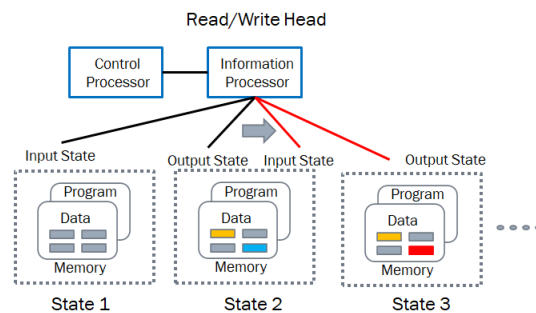 Read/Write Head
Control
Processor
Information
Processor
Input State
Output State
Input State
Output State
Program
Data
Memory
Program
Data
Memory
Program
Data
Memory
State 1
State 2
State 3